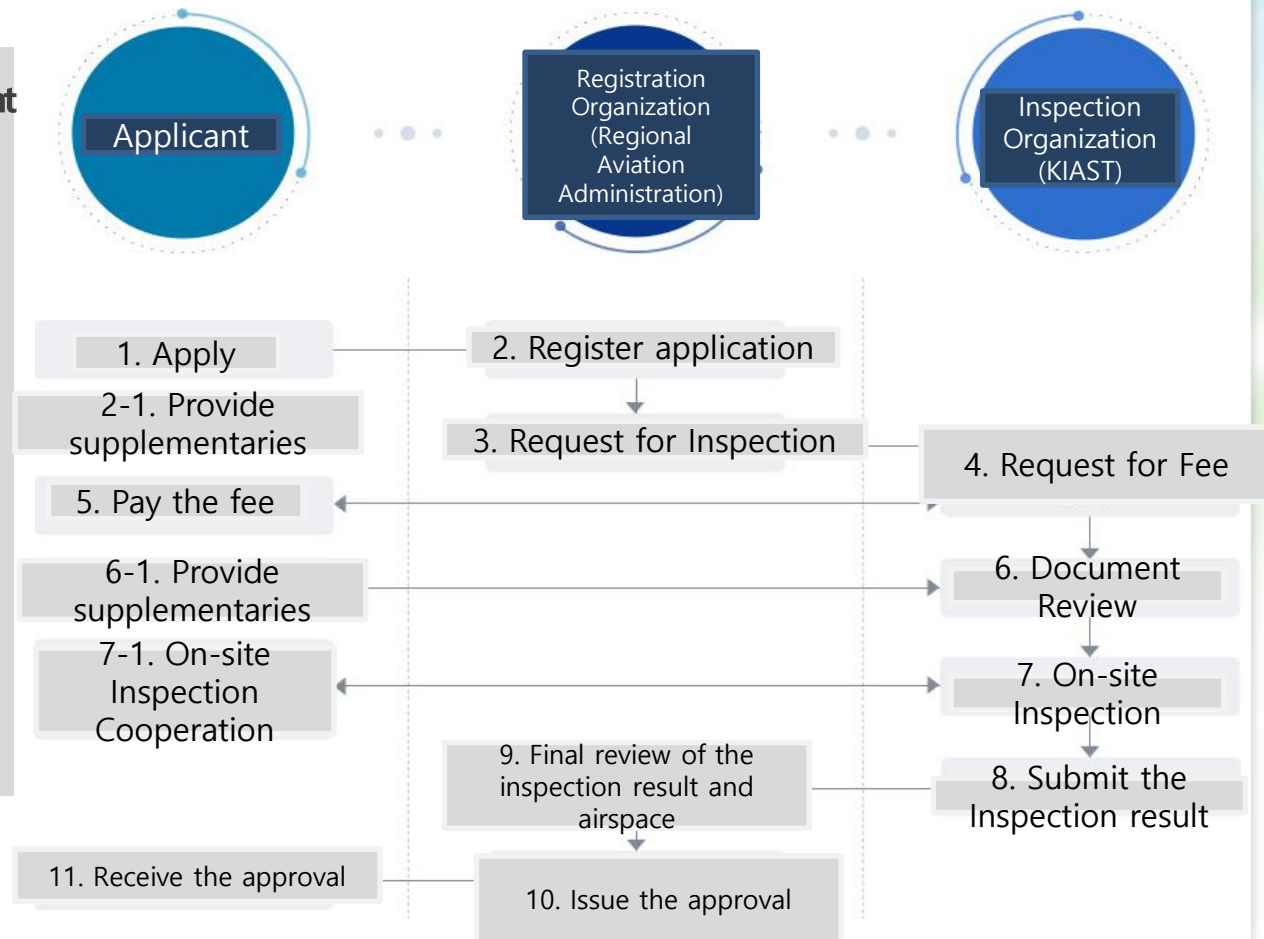 Applicant
Registration
Organization
(Regional
Aviation
Administration)
Inspection
Organization
(KIAST)
1. Apply
2. Register application
2-1. Provide
supplementaries
3. Request for Inspection
4. Request for Fee
5. Pay the fee
6-1. Provide
supplementaries
6. Document
Review
7-1. On-site
Inspection
Cooperation
7. On-site
Inspection
9. Final review of the
inspection result and
airspace
8. Submit the
Inspection result
11. Receive the approval
10. Issue the approval